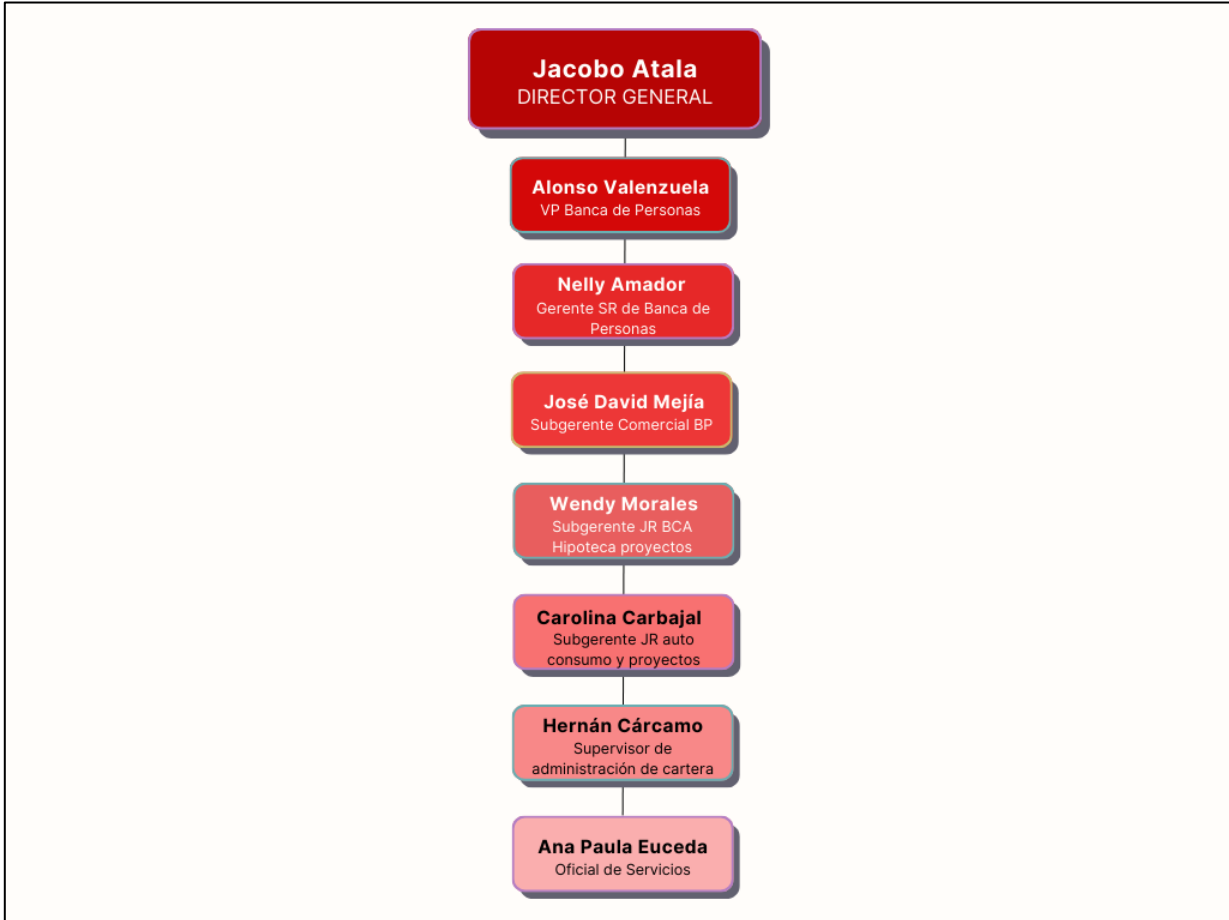 Jacobo Atala
DIRECTOR GENERAL
Alonso Valenzuela
VP Banca de Personas
Nelly Amador
Gerente SR de Banca de
Personas
José David Mejía
Subgerente Comercial BP
Wendy Morales
Subgerente JR BCA
Hipoteca proyectos
Carolina Carbajal
Subgerente JR auto
consumo y proyectos
Hernán Cárcamo
Supervisor de
administración de cartera
Ana Paula Euceda
Oficial de Servicios